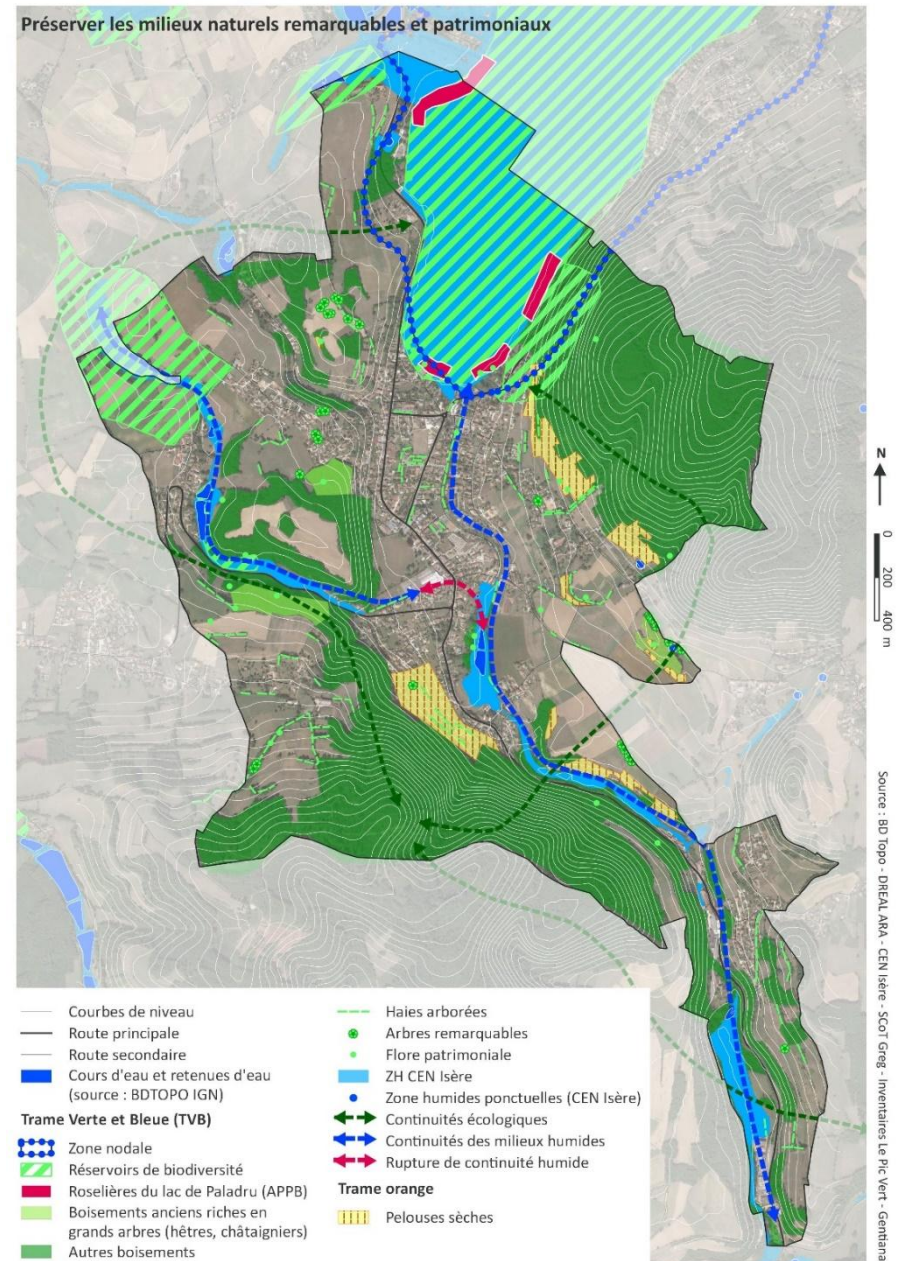 Préserver les milieux naturels remarquables et patrimoniaux
N
0
200
400 m
Source : BD Topo - DREAL ARA - CEN Isère - SCoT Greg - Inventaires Le Pic Vert - Gentiana
Courbes de niveau
Route principale
Route secondaire
Cours d'eau et retenues d'eau
(source : BDTOPO IGN)
Trame Verte et Bleue (TVB)
Zone nodale
Réservoirs de biodiversité
Roselières du lac de Paladru (APPB)
Boisements anciens riches en
grands arbres (hêtres, châtaigniers)
Autres boisements
Haies arborées
Arbres remarquables
Flore patrimoniale
ZH CEN Isère
Zone humides ponctuelles (CEN Isère)
Continuités écologiques
Continuités des milieux humides
Rupture de continuité humide
Trame orange
Pelouses sèches